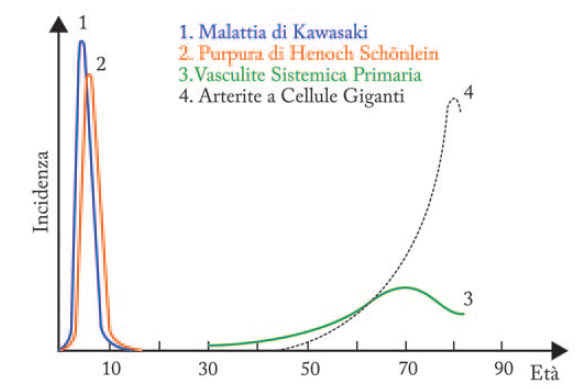 1
2
1. Malattia di Kawasaki
2. Purpura di Henoch Schönlein
3.Vasculite Sistemica Primaria
4. Arterite a Cellule Giganti
4
3
Incidenza
10 30 50 70 90 Età